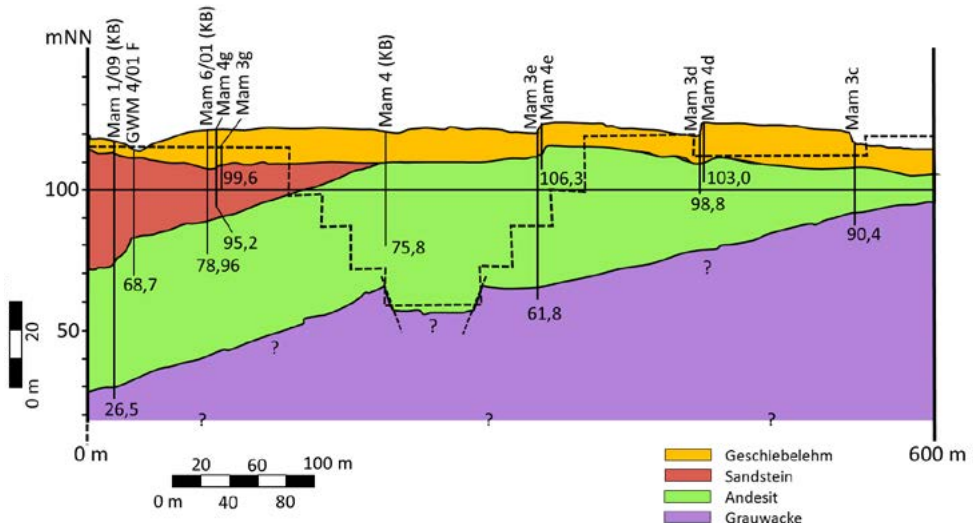 mNN
Mam 1/09 (KB)
GWM 4/01 F
Mam 6/01 (KB)
Mam 4g
Mam 3g
Mam 4 (KB)
Mam 3e
Mam 4e
Mam 3d
Mam 4d
Mam 3c
99,6
106,3
103,0
100
98,8
95,2
75,8
90,4
78,96
68,7
?
61,8
20
50
?
?
0 m
26,5
?
?
?
0 m
600 m
20 60 100 m
0 m 40 80
Geschiebelehm
Sandstein
Andesit
Grauwacke